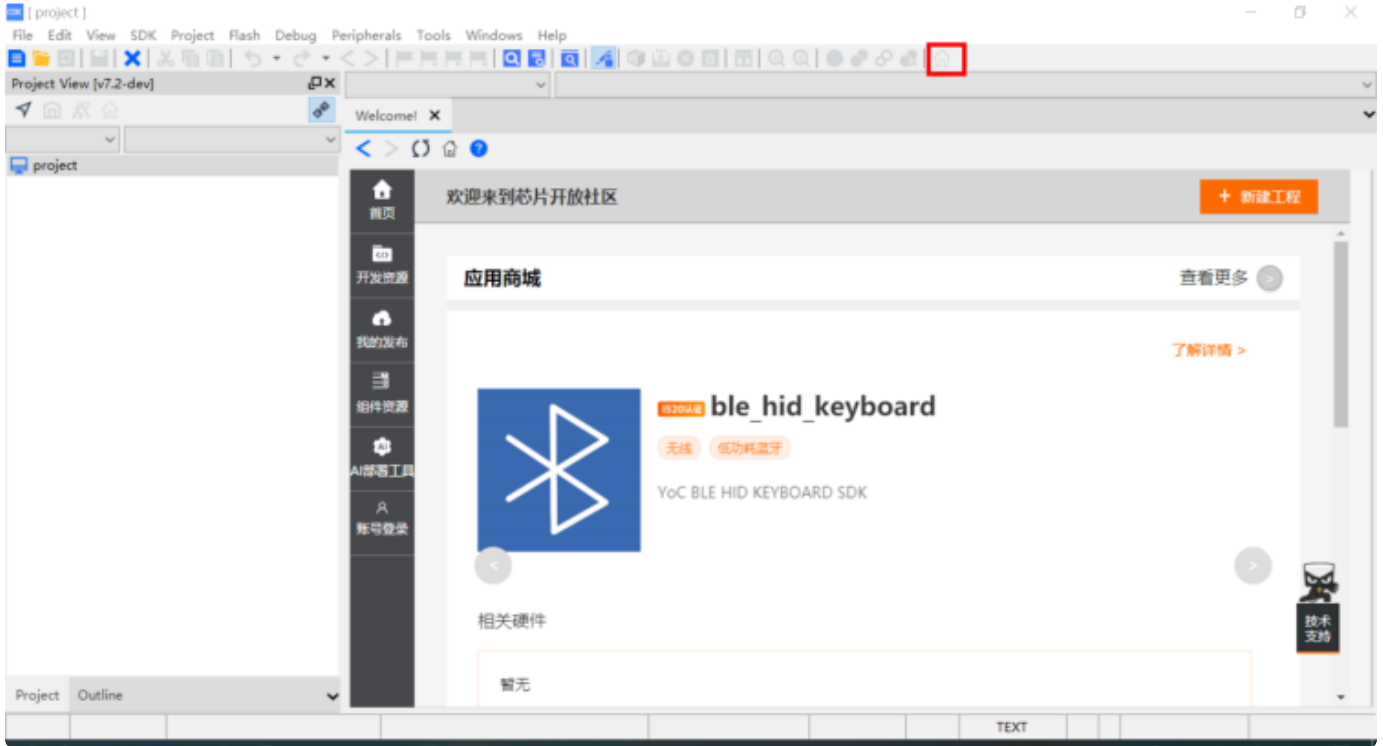 CDK [ project ]
File Edit View SDK Project Flash Debug Peripherals Tools Windows Help
Project View [v7.2-dev]
Welcome!
project
首页
欢迎来到芯片开放社区
+ 新建工程
开发资源
应用商城
查看更多 >
我的发布
了解详情 >
组件资源
ble_hid_keyboard
无线 低功耗蓝牙
AI部署工具
YoC BLE HID KEYBOARD SDK
账号登录
相关硬件
技术
支持
暂无
Project Outline
TEXT